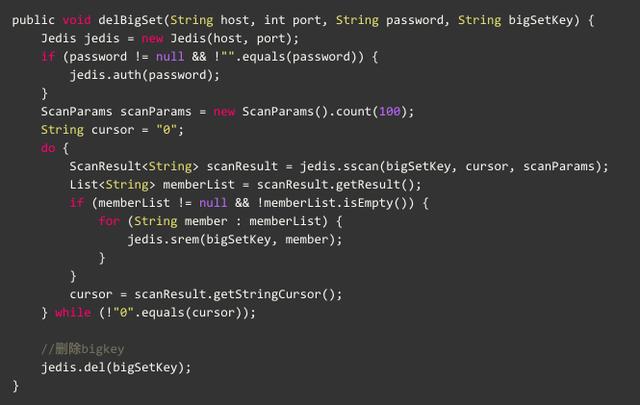 public void delBigSet(String host, int port, String password, String bigSetKey) {
    Jedis jedis = new Jedis(host, port);
    if (password != null && !"".equals(password)) {
        jedis.auth(password);
    }
    ScanParams scanParams = new ScanParams().count(100);
    String cursor = "0";
    do {
        ScanResult<String> scanResult = jedis.sscan(bigSetKey, cursor, scanParams);
        List<String> memberList = scanResult.getResult();
        if (memberList != null && !memberList.isEmpty()) {
            for (String member : memberList) {
                jedis.srem(bigSetKey, member);
            }
        }
        cursor = scanResult.getStringCursor();
    } while (!"0".equals(cursor));

    //删除bigkey
    jedis.del(bigSetKey);
}